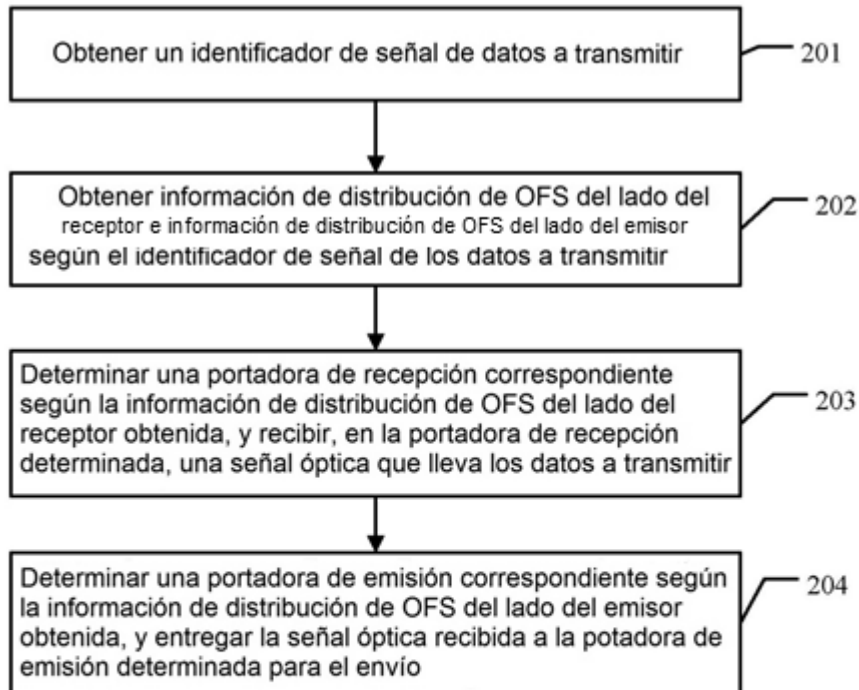 Obtener un identificador de señal de datos a transmitir
201
Obtener información de distribución de OFS del lado del
receptor e información de distribución de OFS del lado del emisor
según el identificador de señal de los datos a transmitir
202
Determinar una portadora de recepción correspondiente
según la información de distribución de OFS del lado del
receptor obtenida, y recibir, en la portadora de recepción
determinada, una señal óptica que lleva los datos a transmitir
203
Determinar una portadora de emisión correspondiente según
la información de distribución de OFS del lado del emisor
obtenida, y entregar la señal óptica recibida a la potadora de
emisión determinada para el envío
204